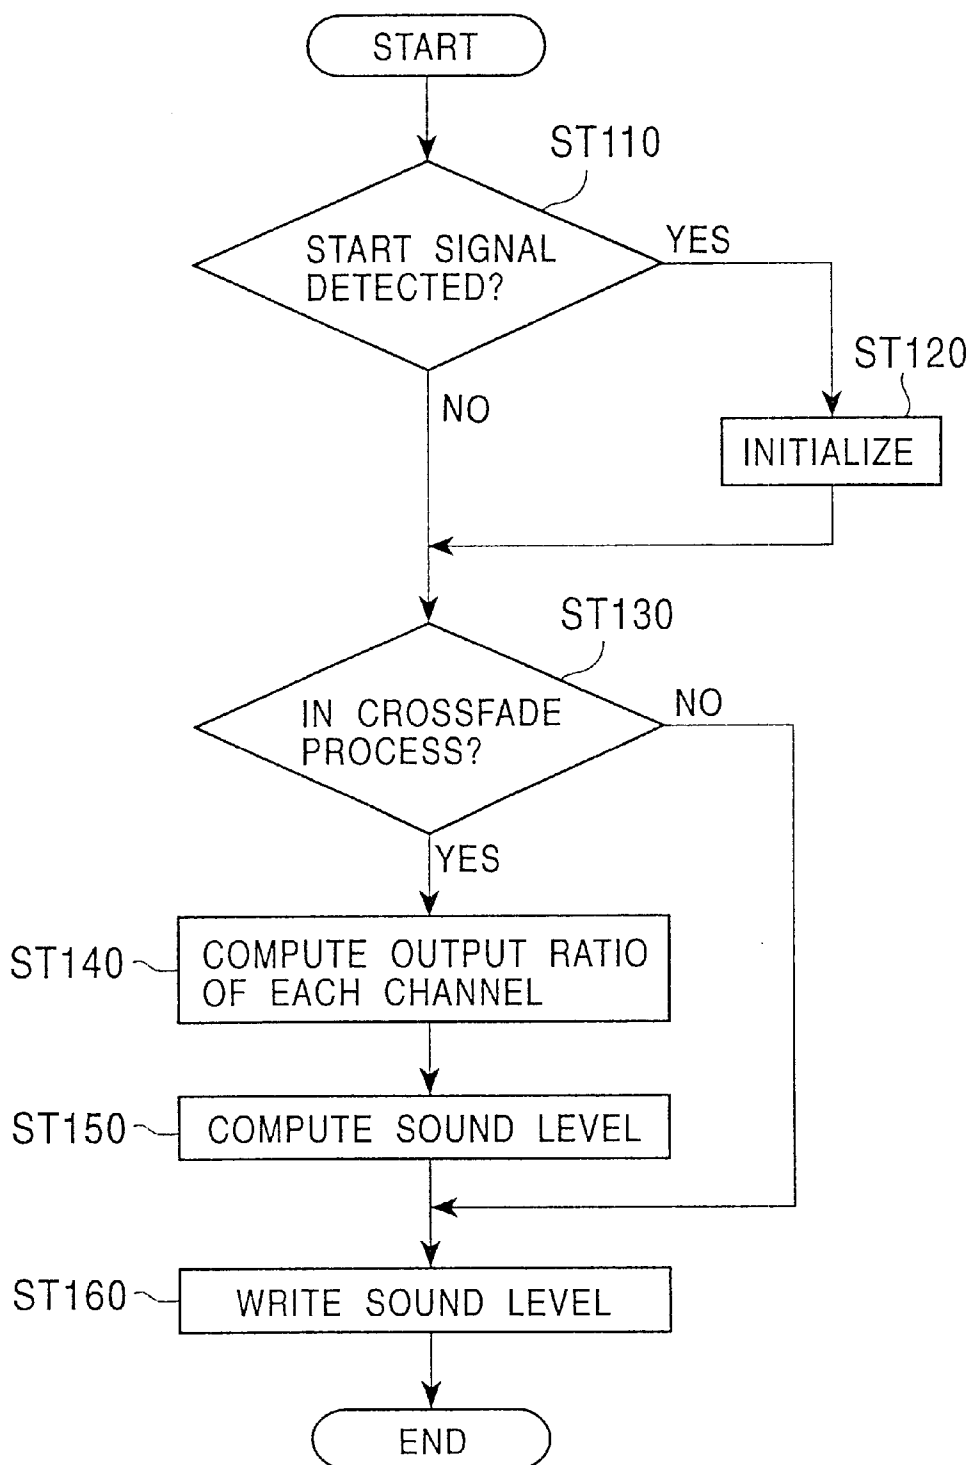 START
ST110
START SIGNAL
DETECTED?
YES
ST120
NO
INITIALIZE
ST130
IN CROSSFADE
PROCESS?
NO
YES
ST140
COMPUTE OUTPUT RATIO
OF EACH CHANNEL
ST150
COMPUTE SOUND LEVEL
ST160
WRITE SOUND LEVEL
END